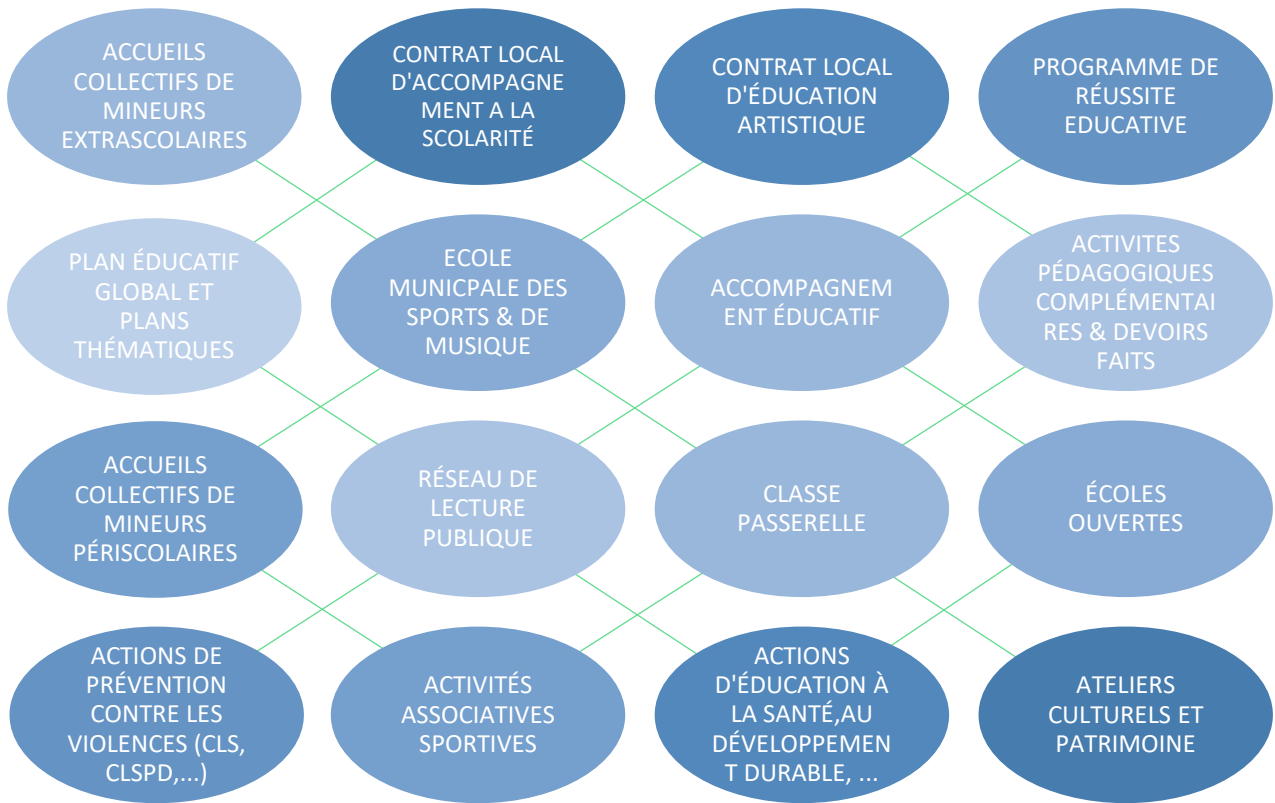 ACCUEILS
COLLECTIFS DE
MINEURS
EXTRASCOLAIRES
CONTRAT LOCAL
D'ACCOMPAGNE
MENT A LA
SCOLARITÉ
CONTRAT LOCAL
D'ÉDUCATION
ARTISTIQUE
PROGRAMME DE
RÉUSSITE
EDUCATIVE
PLAN ÉDUCATIF
GLOBAL ET
PLANS
THÉMATIQUES
ECOLE
MUNICPALE DES
SPORTS & DE
MUSIQUE
ACCOMPAGNEM
ENT ÉDUCATIF
ACTIVITES
PÉDAGOGIQUES
COMPLÉMENTAI
RES & DEVOIRS
FAITS
ACCUEILS
COLLECTIFS DE
MINEURS
PÉRISCOLAIRES
RÉSEAU DE
LECTURE
PUBLIQUE
CLASSE
PASSERELLE
ÉCOLES
OUVERTES
ACTIONS DE
PRÉVENTION
CONTRE LES
VIOLENCES (CLS,
CLSPD,...)
ACTIVITÉS
ASSOCIATIVES
SPORTIVES
ACTIONS
D'ÉDUCATION À
LA SANTÉ,AU
DÉVELOPPEMEN
T DURABLE, ...
ATELIERS
CULTURELS ET
PATRIMOINE